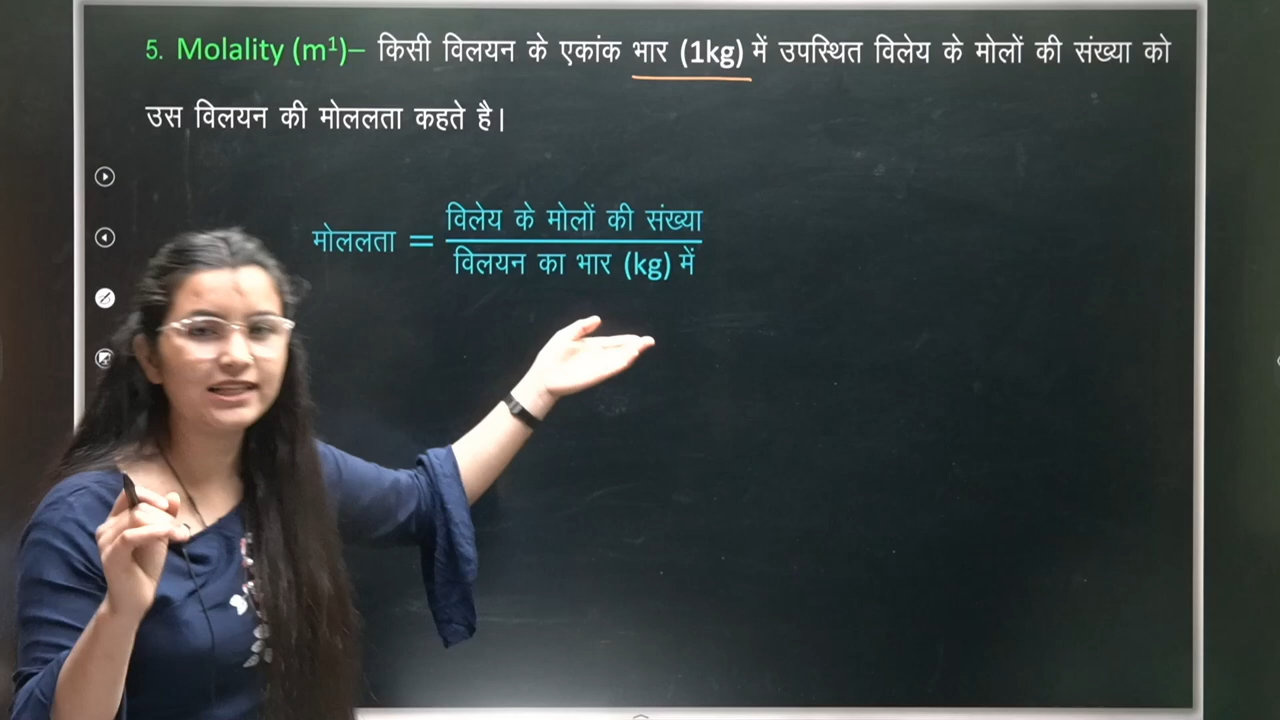 5. Molality (m¹)– किसी विलयन के एकांक भार (1kg) में उपस्थित विलेय के मोलों की संख्या को
उस विलयन की मोललता कहते है।
मोललता = विलेय के मोलों की संख्या
विलयन का भार (kg) में